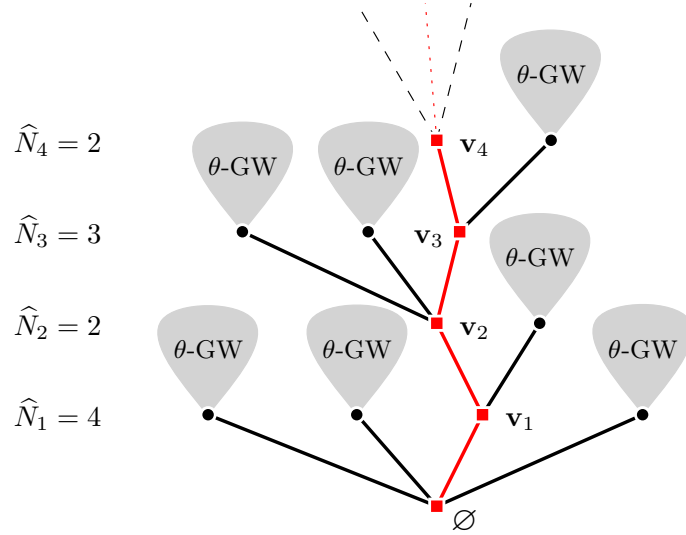 θ-GW
N̂₄ = 2
v₄
θ-GW
θ-GW
N̂₃ = 3
v₃
θ-GW
N̂₂ = 2
v₂
θ-GW
θ-GW
θ-GW
N̂₁ = 4
v₁
∅